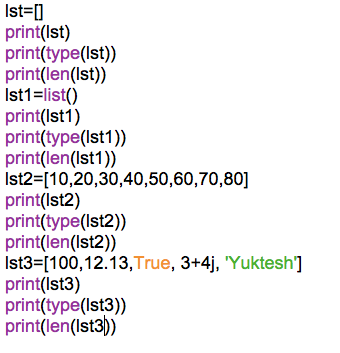 lst=[]
print(lst)
print(type(lst))
print(len(lst))
lst1=list()
print(lst1)
print(type(lst1))
print(len(lst1))
lst2=[10,20,30,40,50,60,70,80]
print(lst2)
print(type(lst2))
print(len(lst2))
lst3=[100,12.13,True, 3+4j, 'Yuktesh']
print(lst3)
print(type(lst3))
print(len(lst3))